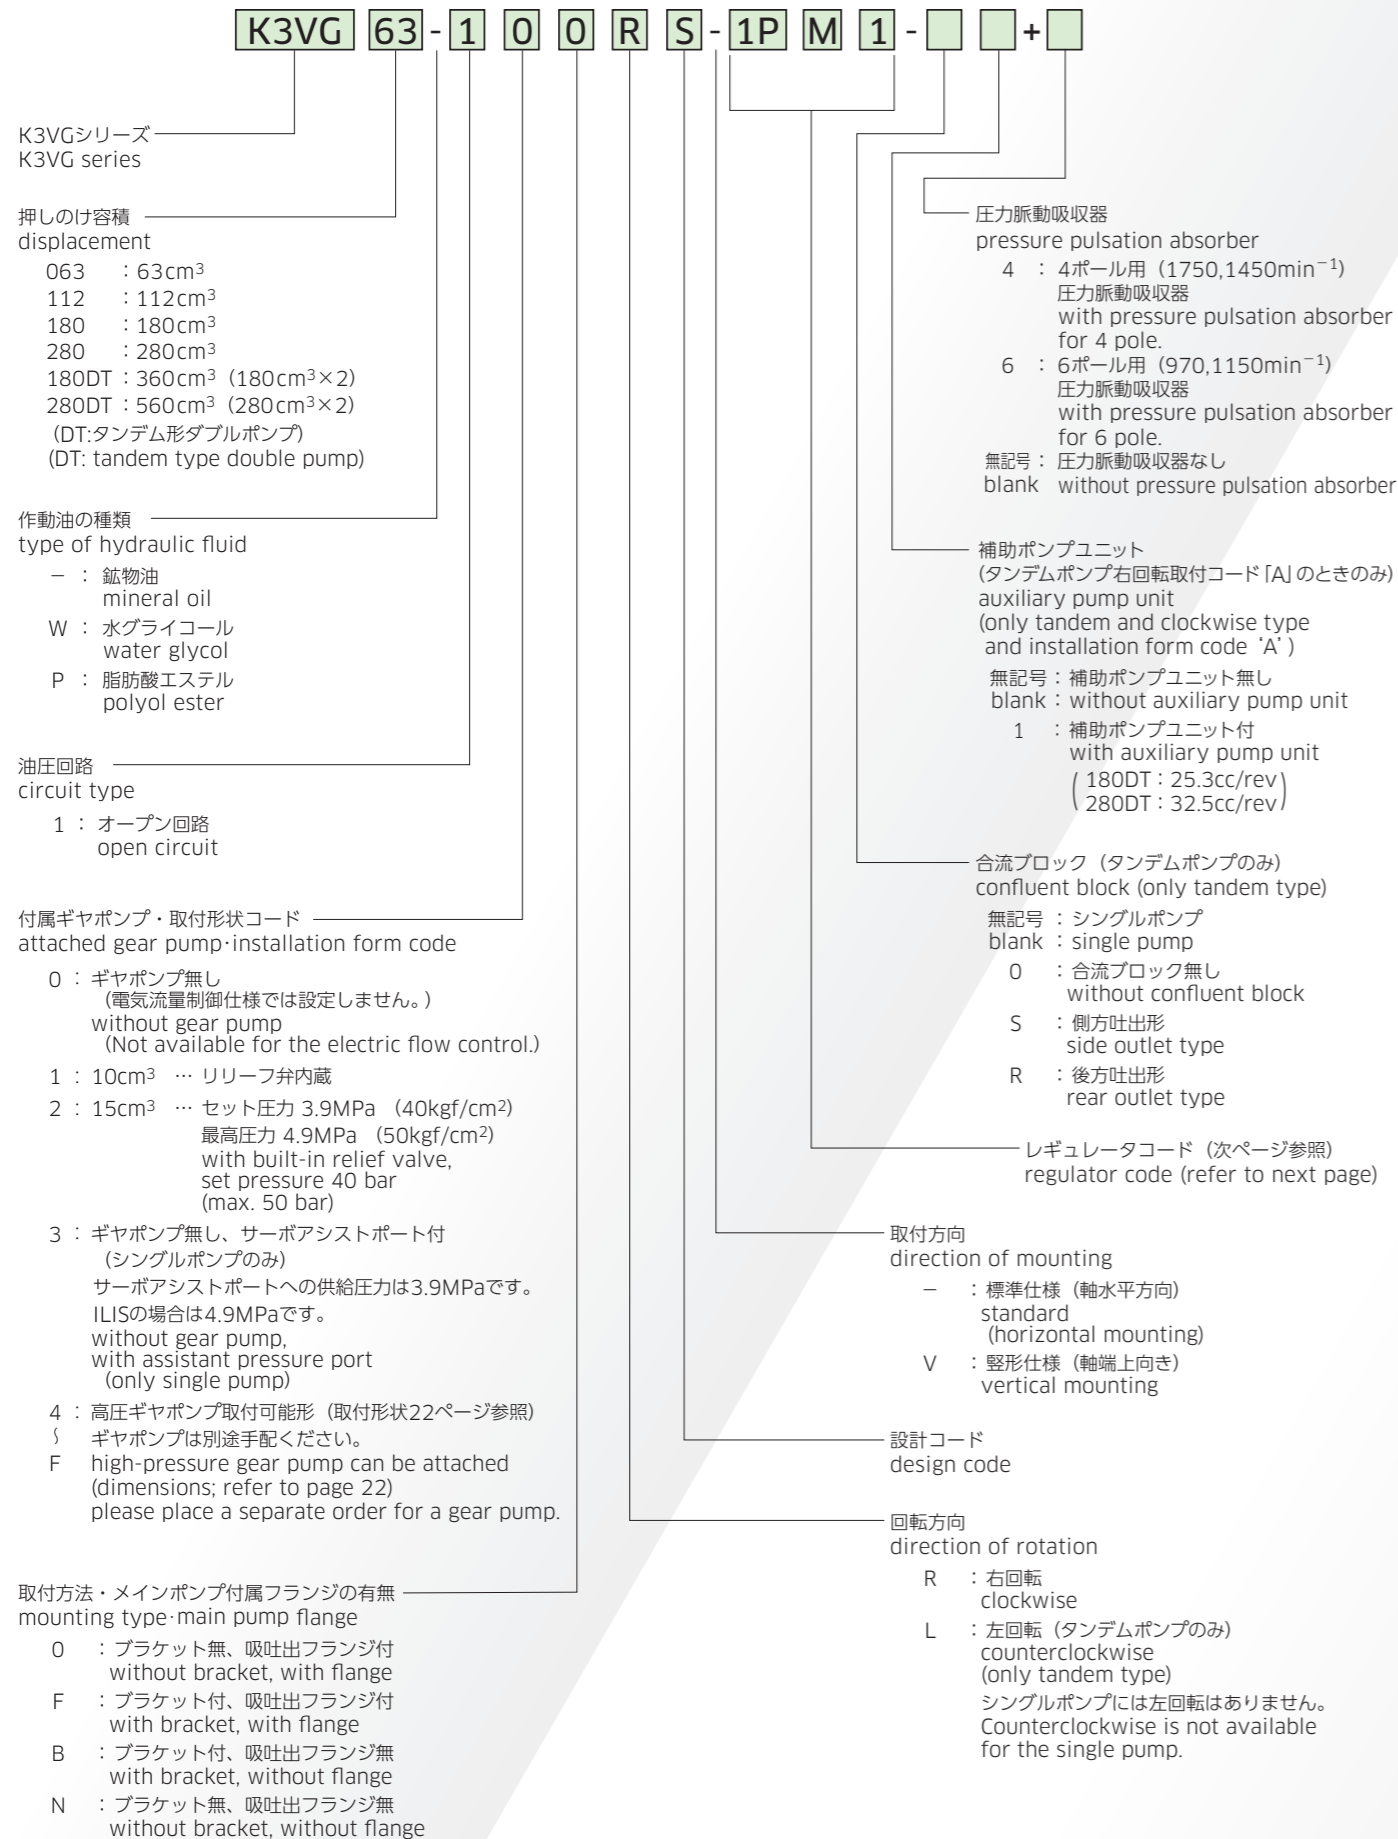 K3VG 63 - 1 0 0 R S - 1P M 1 - +
K3VGシリーズ
K3VG series
押しのけ容積
displacement
063 : 63cm³
112 : 112cm³
180 : 180cm³
280 : 280cm³
180DT : 360cm³ (180cm³×2)
280DT : 560cm³ (280cm³×2)
(DT:タンデム形ダブルポンプ)
(DT: tandem type double pump)
作動油の種類
type of hydraulic fluid
− : 鉱物油
mineral oil
W : 水グライコール
water glycol
P : 脂肪酸エステル
polyol ester
油圧回路
circuit type
1 : オープン回路
open circuit
付属ギヤポンプ・取付形状コード
attached gear pump·installation form code
0 : ギヤポンプ無し
(電気流量制御仕様では設定しません。)
without gear pump
(Not available for the electric flow control.)
1 : 10cm³ … リリーフ弁内蔵
2 : 15cm³ … セット圧力 3.9MPa (40kgf/cm²)
最高圧力 4.9MPa (50kgf/cm²)
with built-in relief valve,
set pressure 40 bar
(max. 50 bar)
3 : ギヤポンプ無し、サーボアシストポート付
(シングルポンプのみ)
サーボアシストポートへの供給圧力は3.9MPaです。
ILISの場合は4.9MPaです。
without gear pump,
with assistant pressure port
(only single pump)
4 : 高圧ギヤポンプ取付可能形 (取付形状22ページ参照)
〜 ギヤポンプは別途手配ください。
F high-pressure gear pump can be attached
(dimensions; refer to page 22)
please place a separate order for a gear pump.
取付方法・メインポンプ付属フランジの有無
mounting type·main pump flange
0 : ブラケット無、吸吐出フランジ付
without bracket, with flange
F : ブラケット付、吸吐出フランジ付
with bracket, with flange
B : ブラケット付、吸吐出フランジ無
with bracket, without flange
N : ブラケット無、吸吐出フランジ無
without bracket, without flange
圧力脈動吸収器
pressure pulsation absorber
4 : 4ポール用 (1750,1450min⁻¹)
圧力脈動吸収器
with pressure pulsation absorber
for 4 pole.
6 : 6ポール用 (970,1150min⁻¹)
圧力脈動吸収器
with pressure pulsation absorber
for 6 pole.
無記号 : 圧力脈動吸収器なし
blank without pressure pulsation absorber
補助ポンプユニット
(タンデムポンプ右回転取付コード「A」のときのみ)
auxiliary pump unit
(only tandem and clockwise type
and installation form code ‘A’ )
無記号 : 補助ポンプユニット無し
blank : without auxiliary pump unit
1 : 補助ポンプユニット付
with auxiliary pump unit
( 180DT : 25.3cc/rev
280DT : 32.5cc/rev )
合流ブロック (タンデムポンプのみ)
confluent block (only tandem type)
無記号 : シングルポンプ
blank : single pump
0 : 合流ブロック無し
without confluent block
S : 側方吐出形
side outlet type
R : 後方吐出形
rear outlet type
レギュレータコード (次ページ参照)
regulator code (refer to next page)
取付方向
direction of mounting
− : 標準仕様 (軸水平方向)
standard
(horizontal mounting)
V : 竪形仕様 (軸端上向き)
vertical mounting
設計コード
design code
回転方向
direction of rotation
R : 右回転
clockwise
L : 左回転 (タンデムポンプのみ)
counterclockwise
(only tandem type)
シングルポンプには左回転はありません。
Counterclockwise is not available
for the single pump.